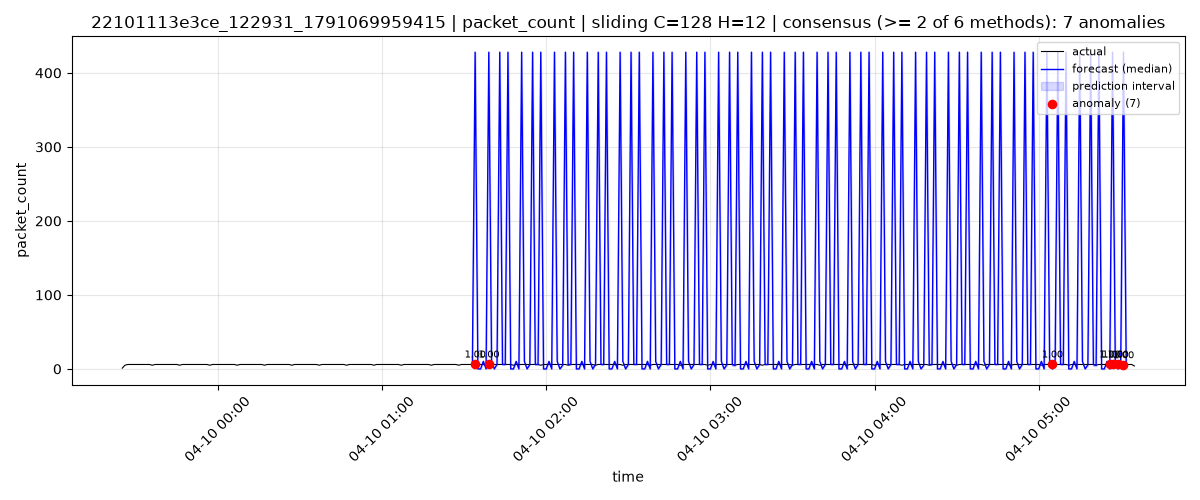 22101113e3ce_122931_1791069959415 | packet_count | sliding C=128 H=12 | consensus (>= 2 of 6 methods): 7 anomalies
actual
forecast (median)
prediction interval
anomaly (7)
400
300
200
100
0
packet_count
1.00
1.00
04-10 00:00
04-10 01:00
04-10 02:00
04-10 03:00
04-10 04:00
04-10 05:00
time